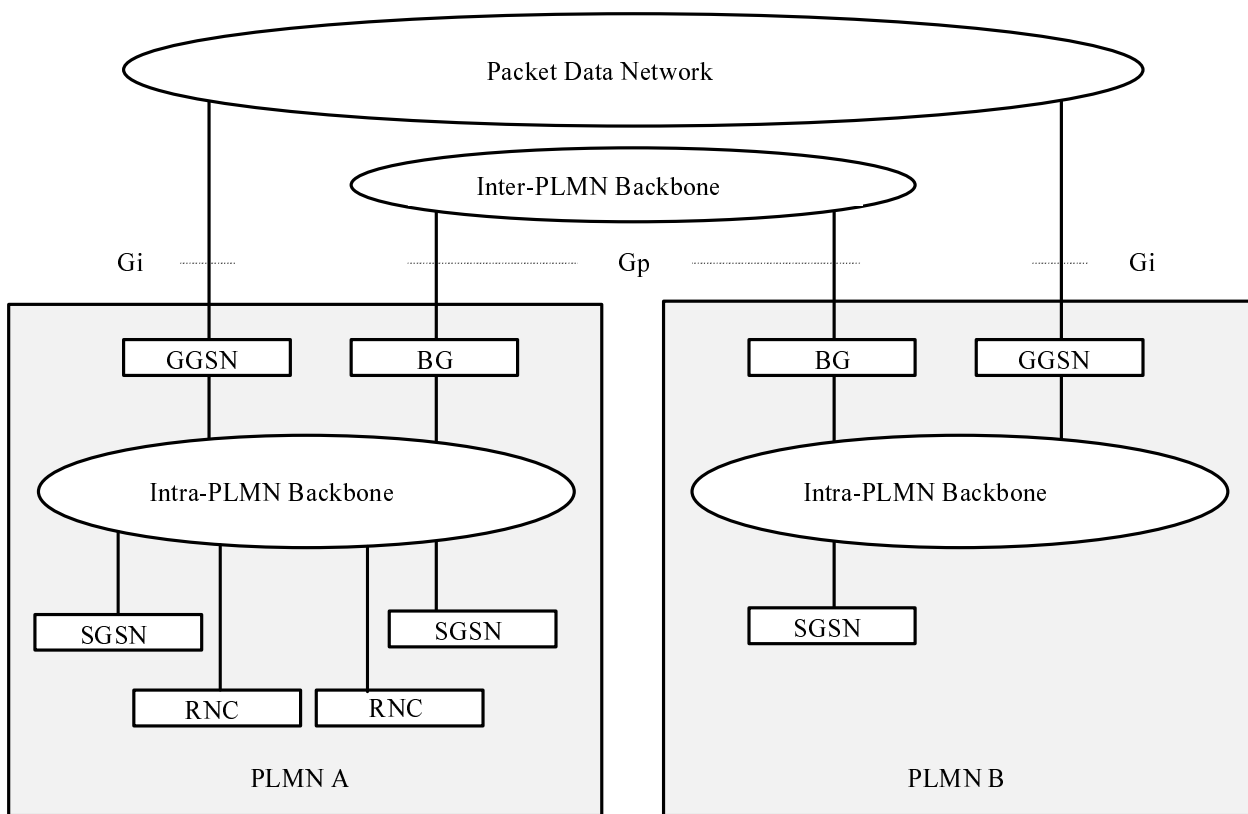 Packet Data Network
Inter-PLMN Backbone
Gi
Gp
Gi
GGSN
BG
BG
GGSN
Intra-PLMN Backbone
Intra-PLMN Backbone
SGSN
SGSN
SGSN
RNC
RNC
PLMN A
PLMN B